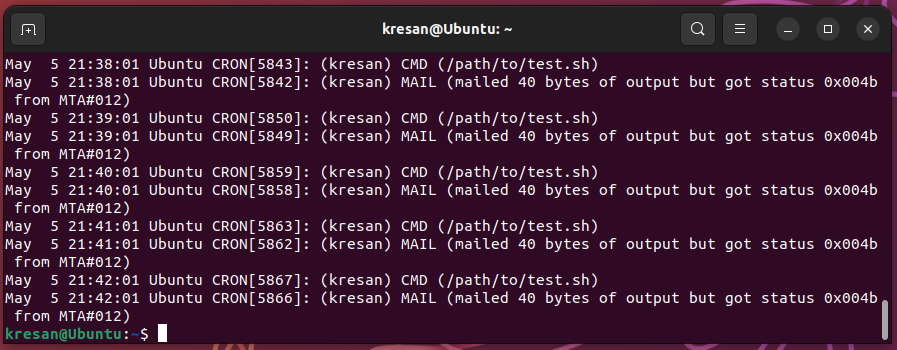 kresan@Ubuntu: ~
May  5 21:38:01 Ubuntu CRON[5843]: (kresan) CMD (/path/to/test.sh)
May  5 21:38:01 Ubuntu CRON[5842]: (kresan) MAIL (mailed 40 bytes of output but got status 0x004b
 from MTA#012)
May  5 21:39:01 Ubuntu CRON[5850]: (kresan) CMD (/path/to/test.sh)
May  5 21:39:01 Ubuntu CRON[5849]: (kresan) MAIL (mailed 40 bytes of output but got status 0x004b
 from MTA#012)
May  5 21:40:01 Ubuntu CRON[5859]: (kresan) CMD (/path/to/test.sh)
May  5 21:40:01 Ubuntu CRON[5858]: (kresan) MAIL (mailed 40 bytes of output but got status 0x004b
 from MTA#012)
May  5 21:41:01 Ubuntu CRON[5863]: (kresan) CMD (/path/to/test.sh)
May  5 21:41:01 Ubuntu CRON[5862]: (kresan) MAIL (mailed 40 bytes of output but got status 0x004b
 from MTA#012)
May  5 21:42:01 Ubuntu CRON[5867]: (kresan) CMD (/path/to/test.sh)
May  5 21:42:01 Ubuntu CRON[5866]: (kresan) MAIL (mailed 40 bytes of output but got status 0x004b
 from MTA#012)
kresan@Ubuntu:~$